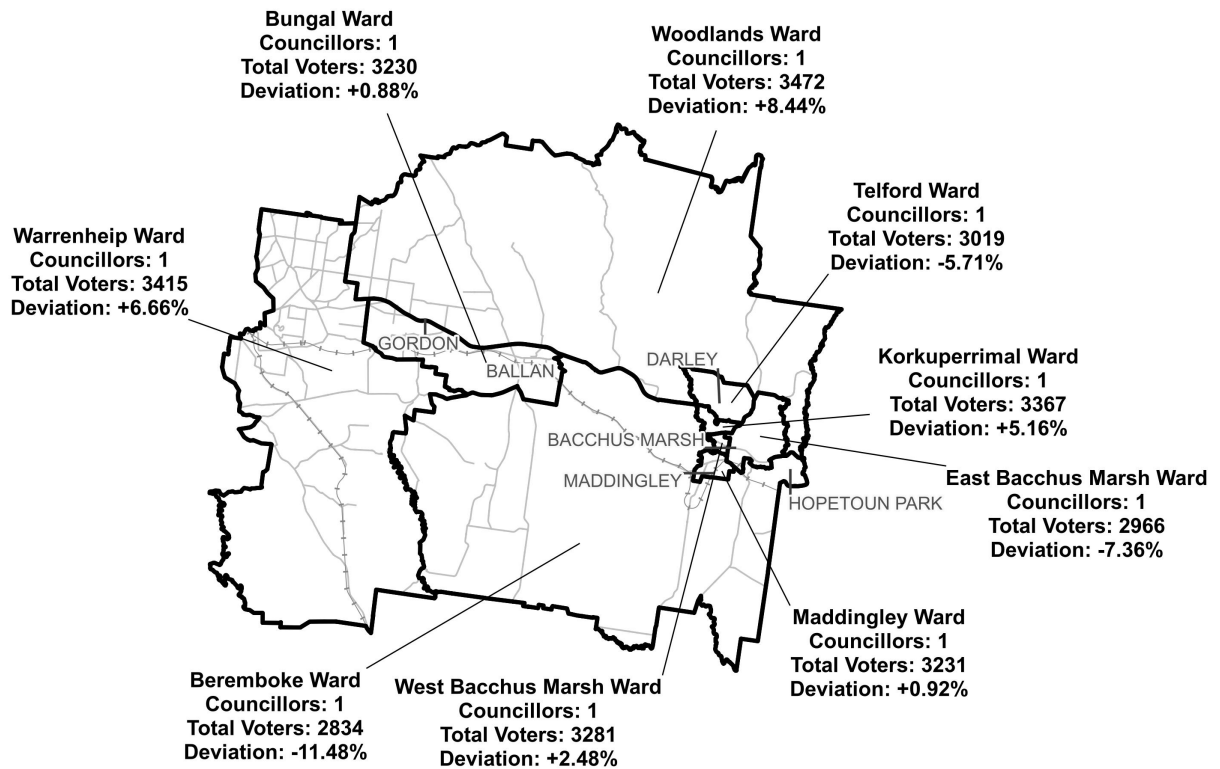 Bungal Ward
Councillors: 1
Total Voters: 3230
Deviation: +0.88%
Woodlands Ward
Councillors: 1
Total Voters: 3472
Deviation: +8.44%
Telford Ward
Councillors: 1
Total Voters: 3019
Deviation: -5.71%
Warrenheip Ward
Councillors: 1
Total Voters: 3415
Deviation: +6.66%
GORDON
BALLAN
DARLEY
Korkuperrimal Ward
Councillors: 1
Total Voters: 3367
Deviation: +5.16%
BACCHUS MARSH
MADDINGLEY
HOPETOUN PARK
East Bacchus Marsh Ward
Councillors: 1
Total Voters: 2966
Deviation: -7.36%
Maddingley Ward
Councillors: 1
Total Voters: 3231
Deviation: +0.92%
Beremboke Ward
Councillors: 1
Total Voters: 2834
Deviation: -11.48%
West Bacchus Marsh Ward
Councillors: 1
Total Voters: 3281
Deviation: +2.48%